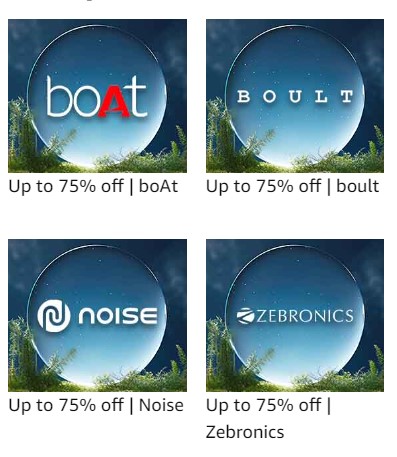 boAt
BOULT
Up to 75% off | boAt
Up to 75% off | boult
noise
ZEBRONICS
Up to 75% off | Noise
Up to 75% off |
Zebronics